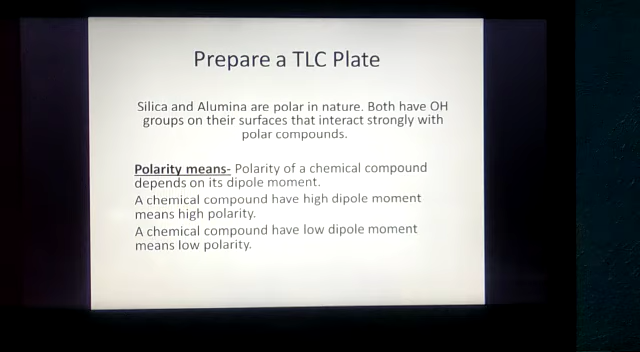 Prepare a TLC Plate
Silica and Alumina are polar in nature. Both have OH
groups on their surfaces that interact strongly with
polar compounds.
Polarity means- Polarity of a chemical compound
depends on its dipole moment.
A chemical compound have high dipole moment
means high polarity.
A chemical compound have low dipole moment
means low polarity.